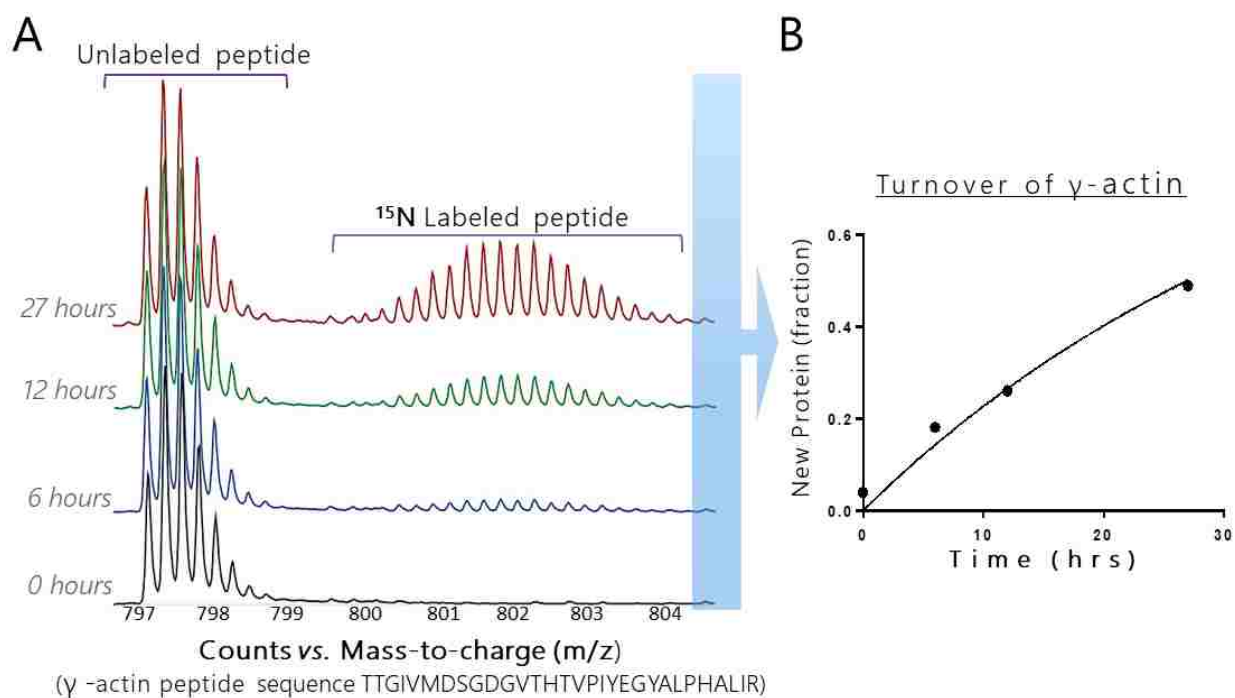 A
Unlabeled peptide
¹⁵N Labeled peptide
27 hours
12 hours
6 hours
0 hours
797 798 799 800 801 802 803 804
Counts vs. Mass-to-charge (m/z)
(γ -actin peptide sequence TTGIVMDSGDGVTHTVPIYEGYALPHALIR)
B
Turnover of γ-actin
New Protein (fraction)
0.6
0.4
0.2
0.0
0 10 20 30
Time (hrs)